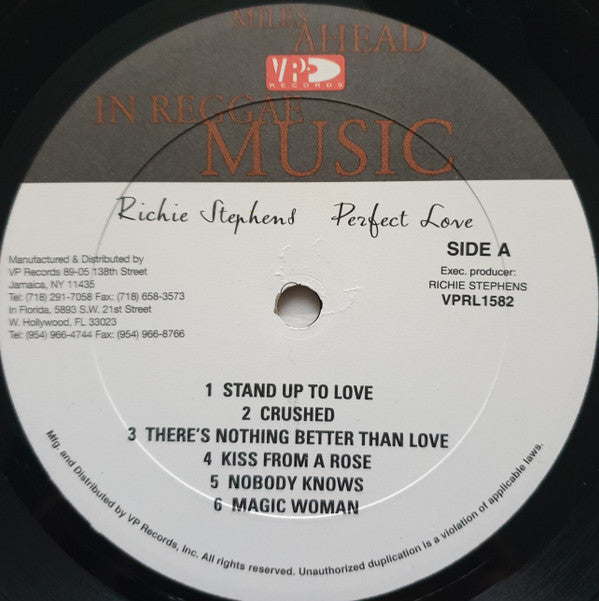 MILES
AHEAD
VP
RECORDS
IN REGGAE
MUSIC
Richie Stephens Perfect Love
SIDE A
Manufactured & Distributed by
VP Records 89-05 138th Street
Jamaica, NY 11435
Tel: (718) 291-7058 Fax: (718) 658-3573
in Florida, 5893 S.W. 21st Street
W. Hollywood, FL 33023
Tel: (954) 966-4744 Fax: (954) 966-8766
Exec. producer:
RICHIE STEPHENS
VPRL1582
1 STAND UP TO LOVE
2 CRUSHED
3 THERE'S NOTHING BETTER THAN LOVE
4 KISS FROM A ROSE
5 NOBODY KNOWS
6 MAGIC WOMAN
Mfg. and Distributed by VP Records, Inc. All rights reserved. Unauthorized duplication is a violation of applicable laws.